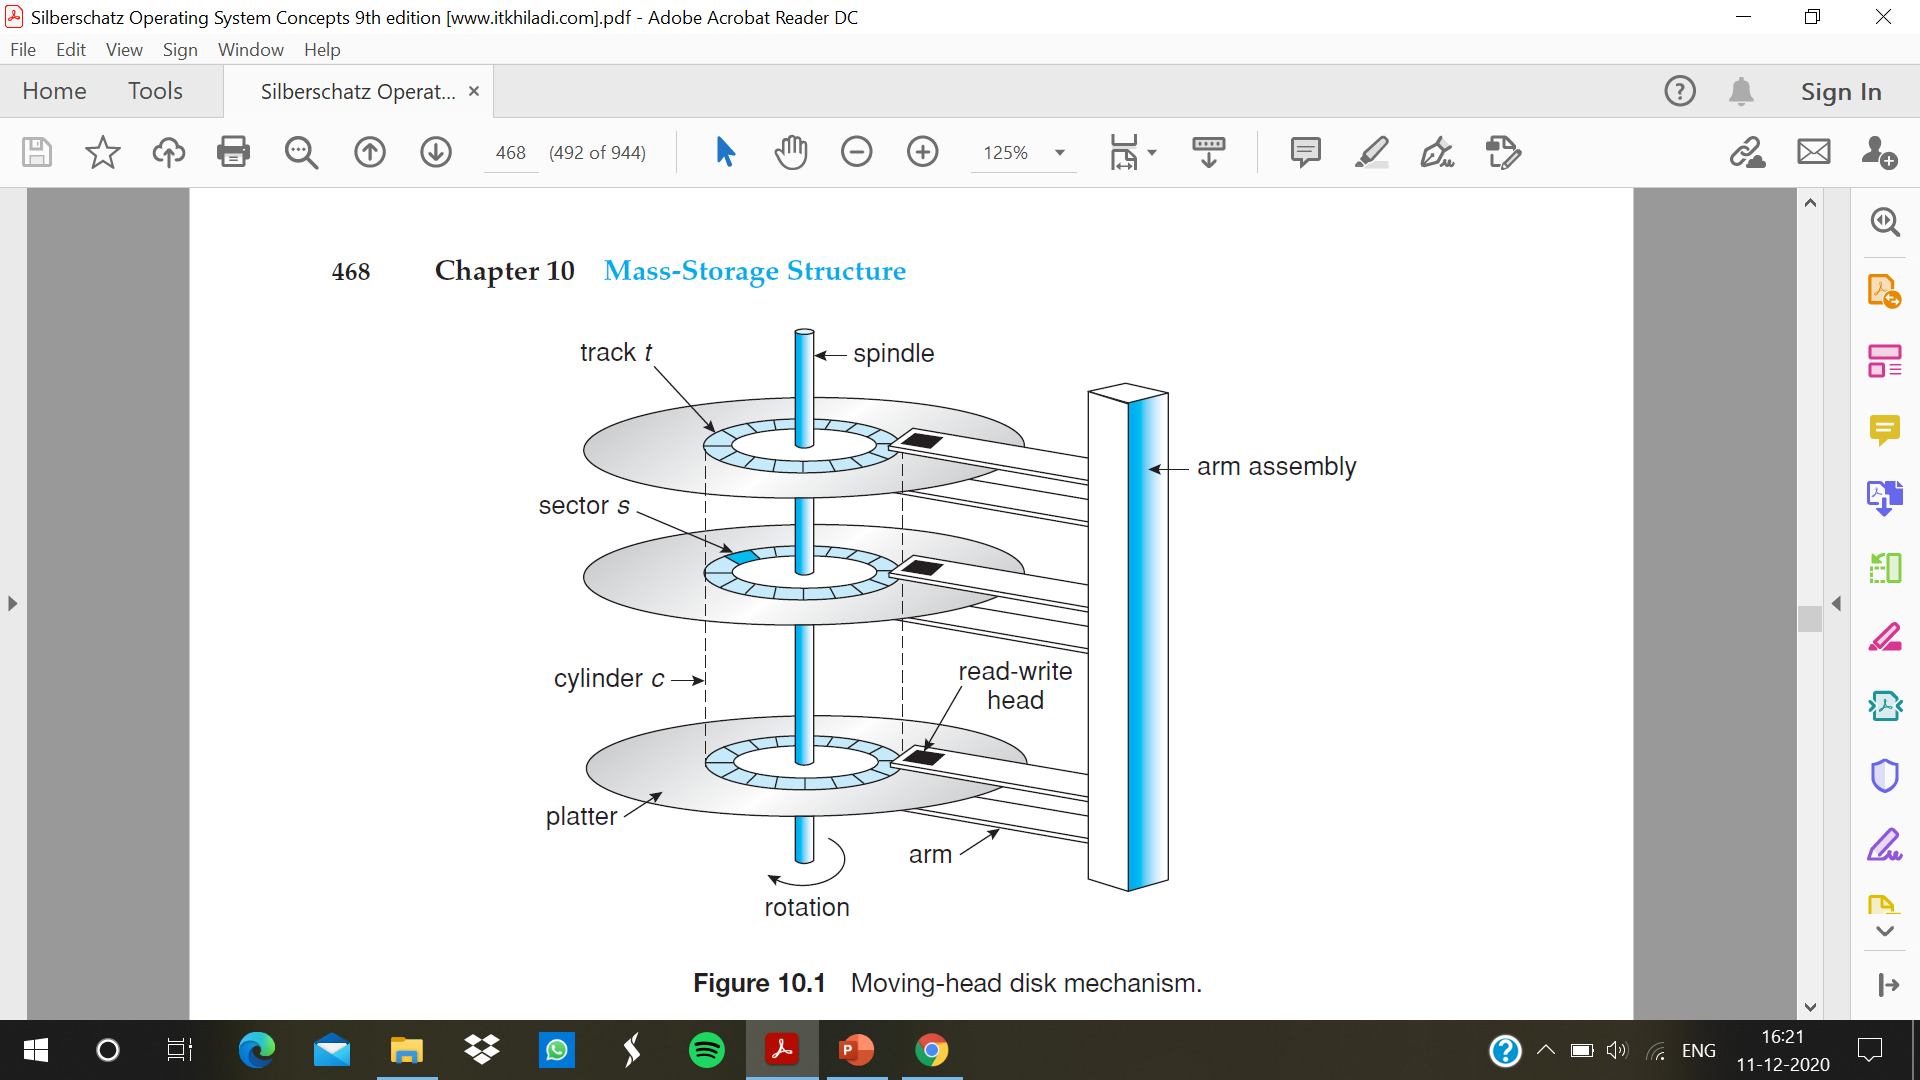 Silberschatz Operating System Concepts 9th edition [www.itkhiladi.com].pdf - Adobe Acrobat Reader DC
File Edit View Sign Window Help
Home Tools Silberschatz Operat... × Sign In
468 (492 of 944) 125%
468 Chapter 10 Mass-Storage Structure
track t
spindle
arm assembly
sector s
cylinder c
read-write
head
platter
arm
rotation
Figure 10.1 Moving-head disk mechanism.
ENG
16:21
11-12-2020